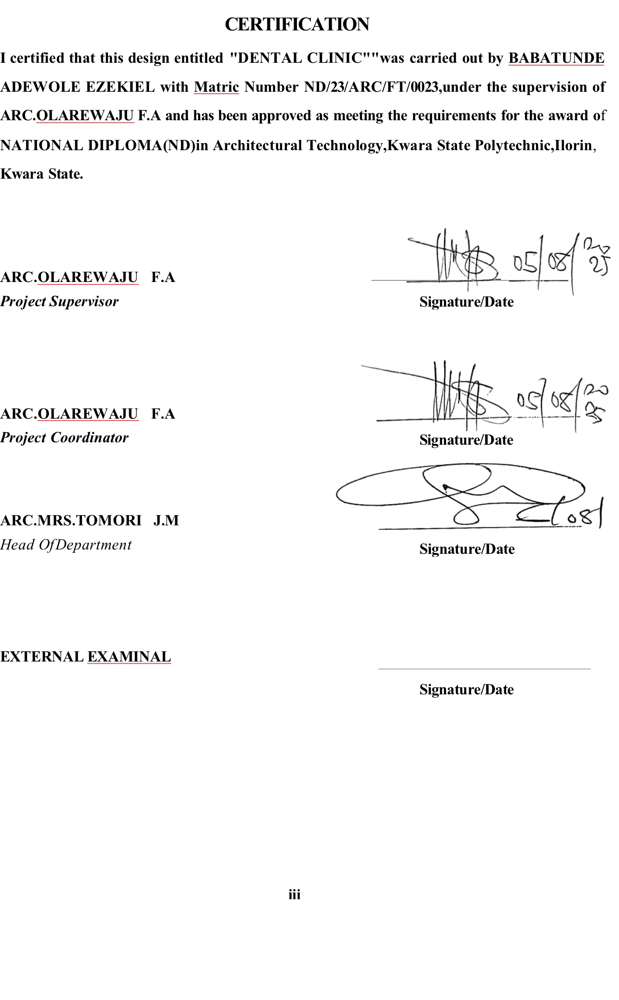 CERTIFICATION
I certified that this design entitled "DENTAL CLINIC""was carried out by BABATUNDE
ADEWOLE EZEKIEL with Matric Number ND/23/ARC/FT/0023,under the supervision of
ARC.OLAREWAJU F.A and has been approved as meeting the requirements for the award of
NATIONAL DIPLOMA(ND)in Architectural Technology,Kwara State Polytechnic,Ilorin,
Kwara State.
05/08/2025
ARC.OLAREWAJU F.A
Project Supervisor Signature/Date
05/08/2025
ARC.OLAREWAJU F.A
Project Coordinator Signature/Date
ARC.MRS.TOMORI J.M
Head OfDepartment Signature/Date
EXTERNAL EXAMINAL
Signature/Date
iii